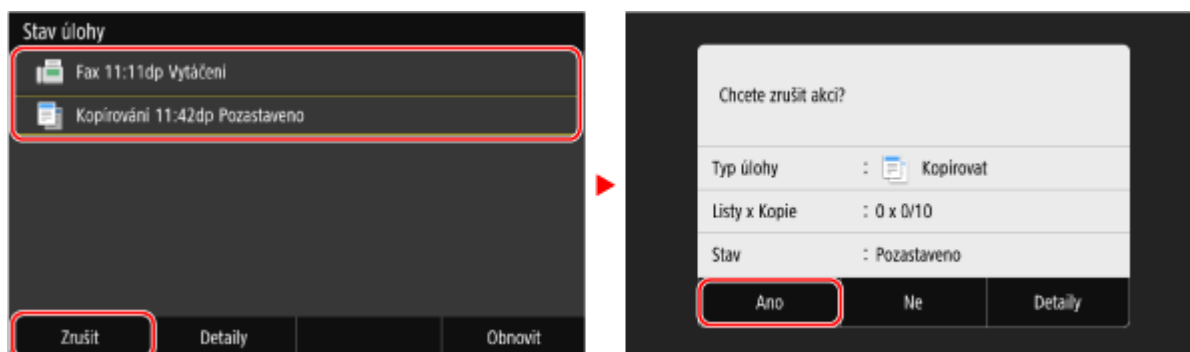 Stav úlohy
Fax 11:11dp Vytáčení
Kopírování 11:42dp Pozastaveno
Zrušit Detaily Obnovit
Chcete zrušit akci?
Typ úlohy : Kopírovat
Listy x Kopie : 0 x 0/10
Stav : Pozastaveno
Ano Ne Detaily